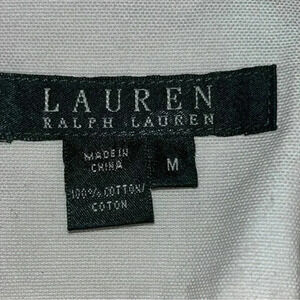 LAUREN
RALPH LAUREN
MADE IN
CHINA
M
100% COTTON/
COTON